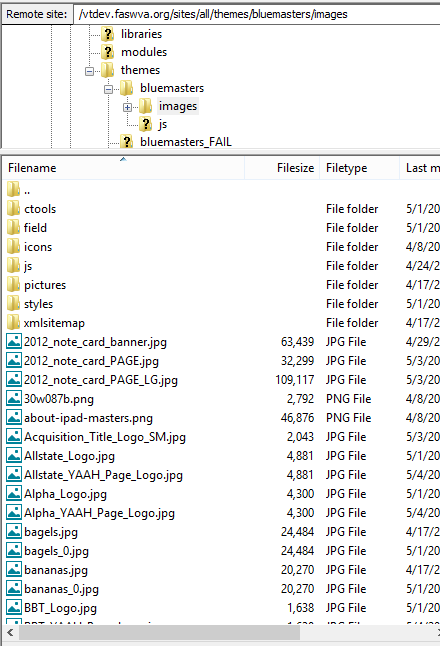 Remote site: /vtdev.faswva.org/sites/all/themes/bluemasters/images
libraries
modules
themes
bluemasters
images
js
bluemasters_FAIL
Filename Filesize Filetype Last m
..
ctools File folder 5/1/20
field File folder 5/1/20
icons File folder 4/8/20
js File folder 4/24/2
pictures File folder 4/17/2
styles File folder 5/1/20
xmlsitemap File folder 4/17/2
2012_note_card_banner.jpg 63,439 JPG File 4/29/2
2012_note_card_PAGE.jpg 32,299 JPG File 5/3/20
2012_note_card_PAGE_LG.jpg 109,117 JPG File 5/3/20
30w087b.png 2,792 PNG File 4/8/20
about-ipad-masters.png 46,876 PNG File 4/8/20
Acquisition_Title_Logo_SM.jpg 2,043 JPG File 5/3/20
Allstate_Logo.jpg 4,881 JPG File 5/1/20
Allstate_YAAH_Page_Logo.jpg 4,881 JPG File 5/4/20
Alpha_Logo.jpg 4,300 JPG File 5/1/20
Alpha_YAAH_Page_Logo.jpg 4,300 JPG File 5/4/20
bagels.jpg 24,484 JPG File 4/17/2
bagels_0.jpg 24,484 JPG File 5/1/20
bananas.jpg 20,270 JPG File 4/17/2
bananas_0.jpg 20,270 JPG File 5/1/20
BBT_Logo.jpg 1,638 JPG File 5/1/20